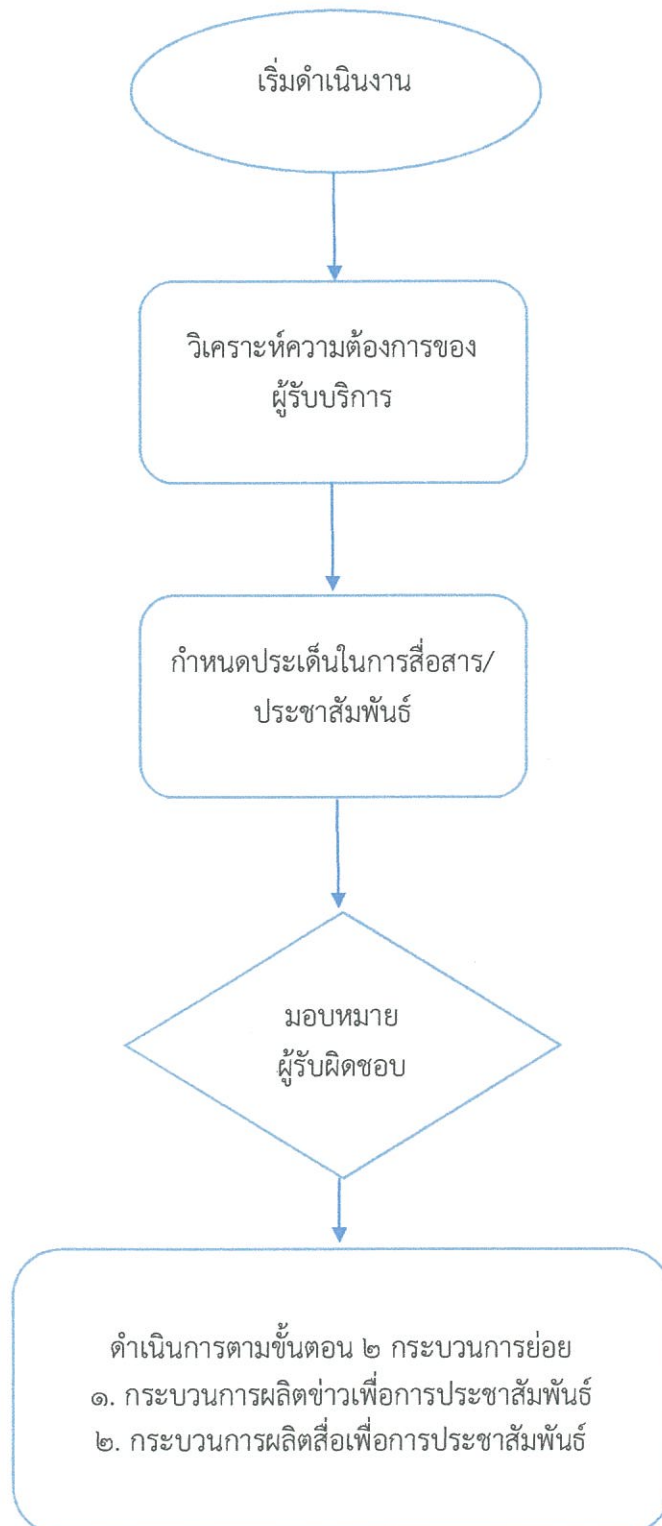 เริ่มดำเนินงาน
วิเคราะห์ความต้องการของ
ผู้รับบริการ
กำหนดประเด็นในการสื่อสาร/
ประชาสัมพันธ์
มอบหมาย
ผู้รับผิดชอบ
ดำเนินการตามขั้นตอน ๒ กระบวนการย่อย
๑. กระบวนการผลิตข่าวเพื่อการประชาสัมพันธ์
๒. กระบวนการผลิตสื่อเพื่อการประชาสัมพันธ์